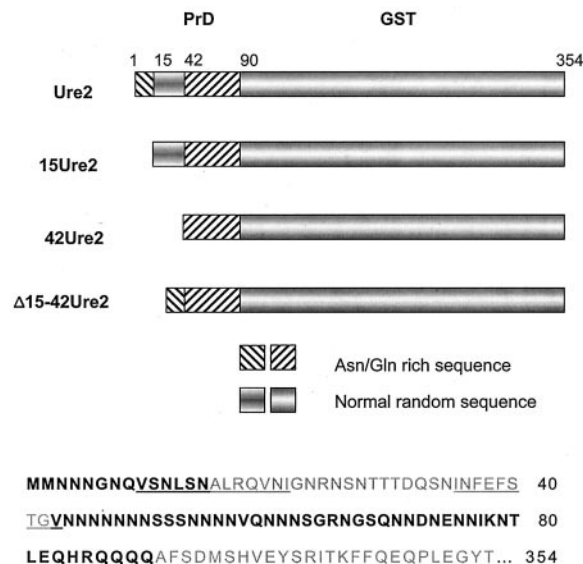 PrD GST
1 15 42 90 354
Ure2
15Ure2
42Ure2
Δ15-42Ure2
Asn/Gln rich sequence
Normal random sequence
MMNNNGNQVSNLSNALRQVNIGNRNSNTTTDQSNINFEFS 40
TGVNNNNNNNSSSNNNNVQNNNSGRNGSQNNDNENNIKNT 80
LEQHRQQQQAFSDMSHVEYSRITKFFQEQPLEGYT... 354